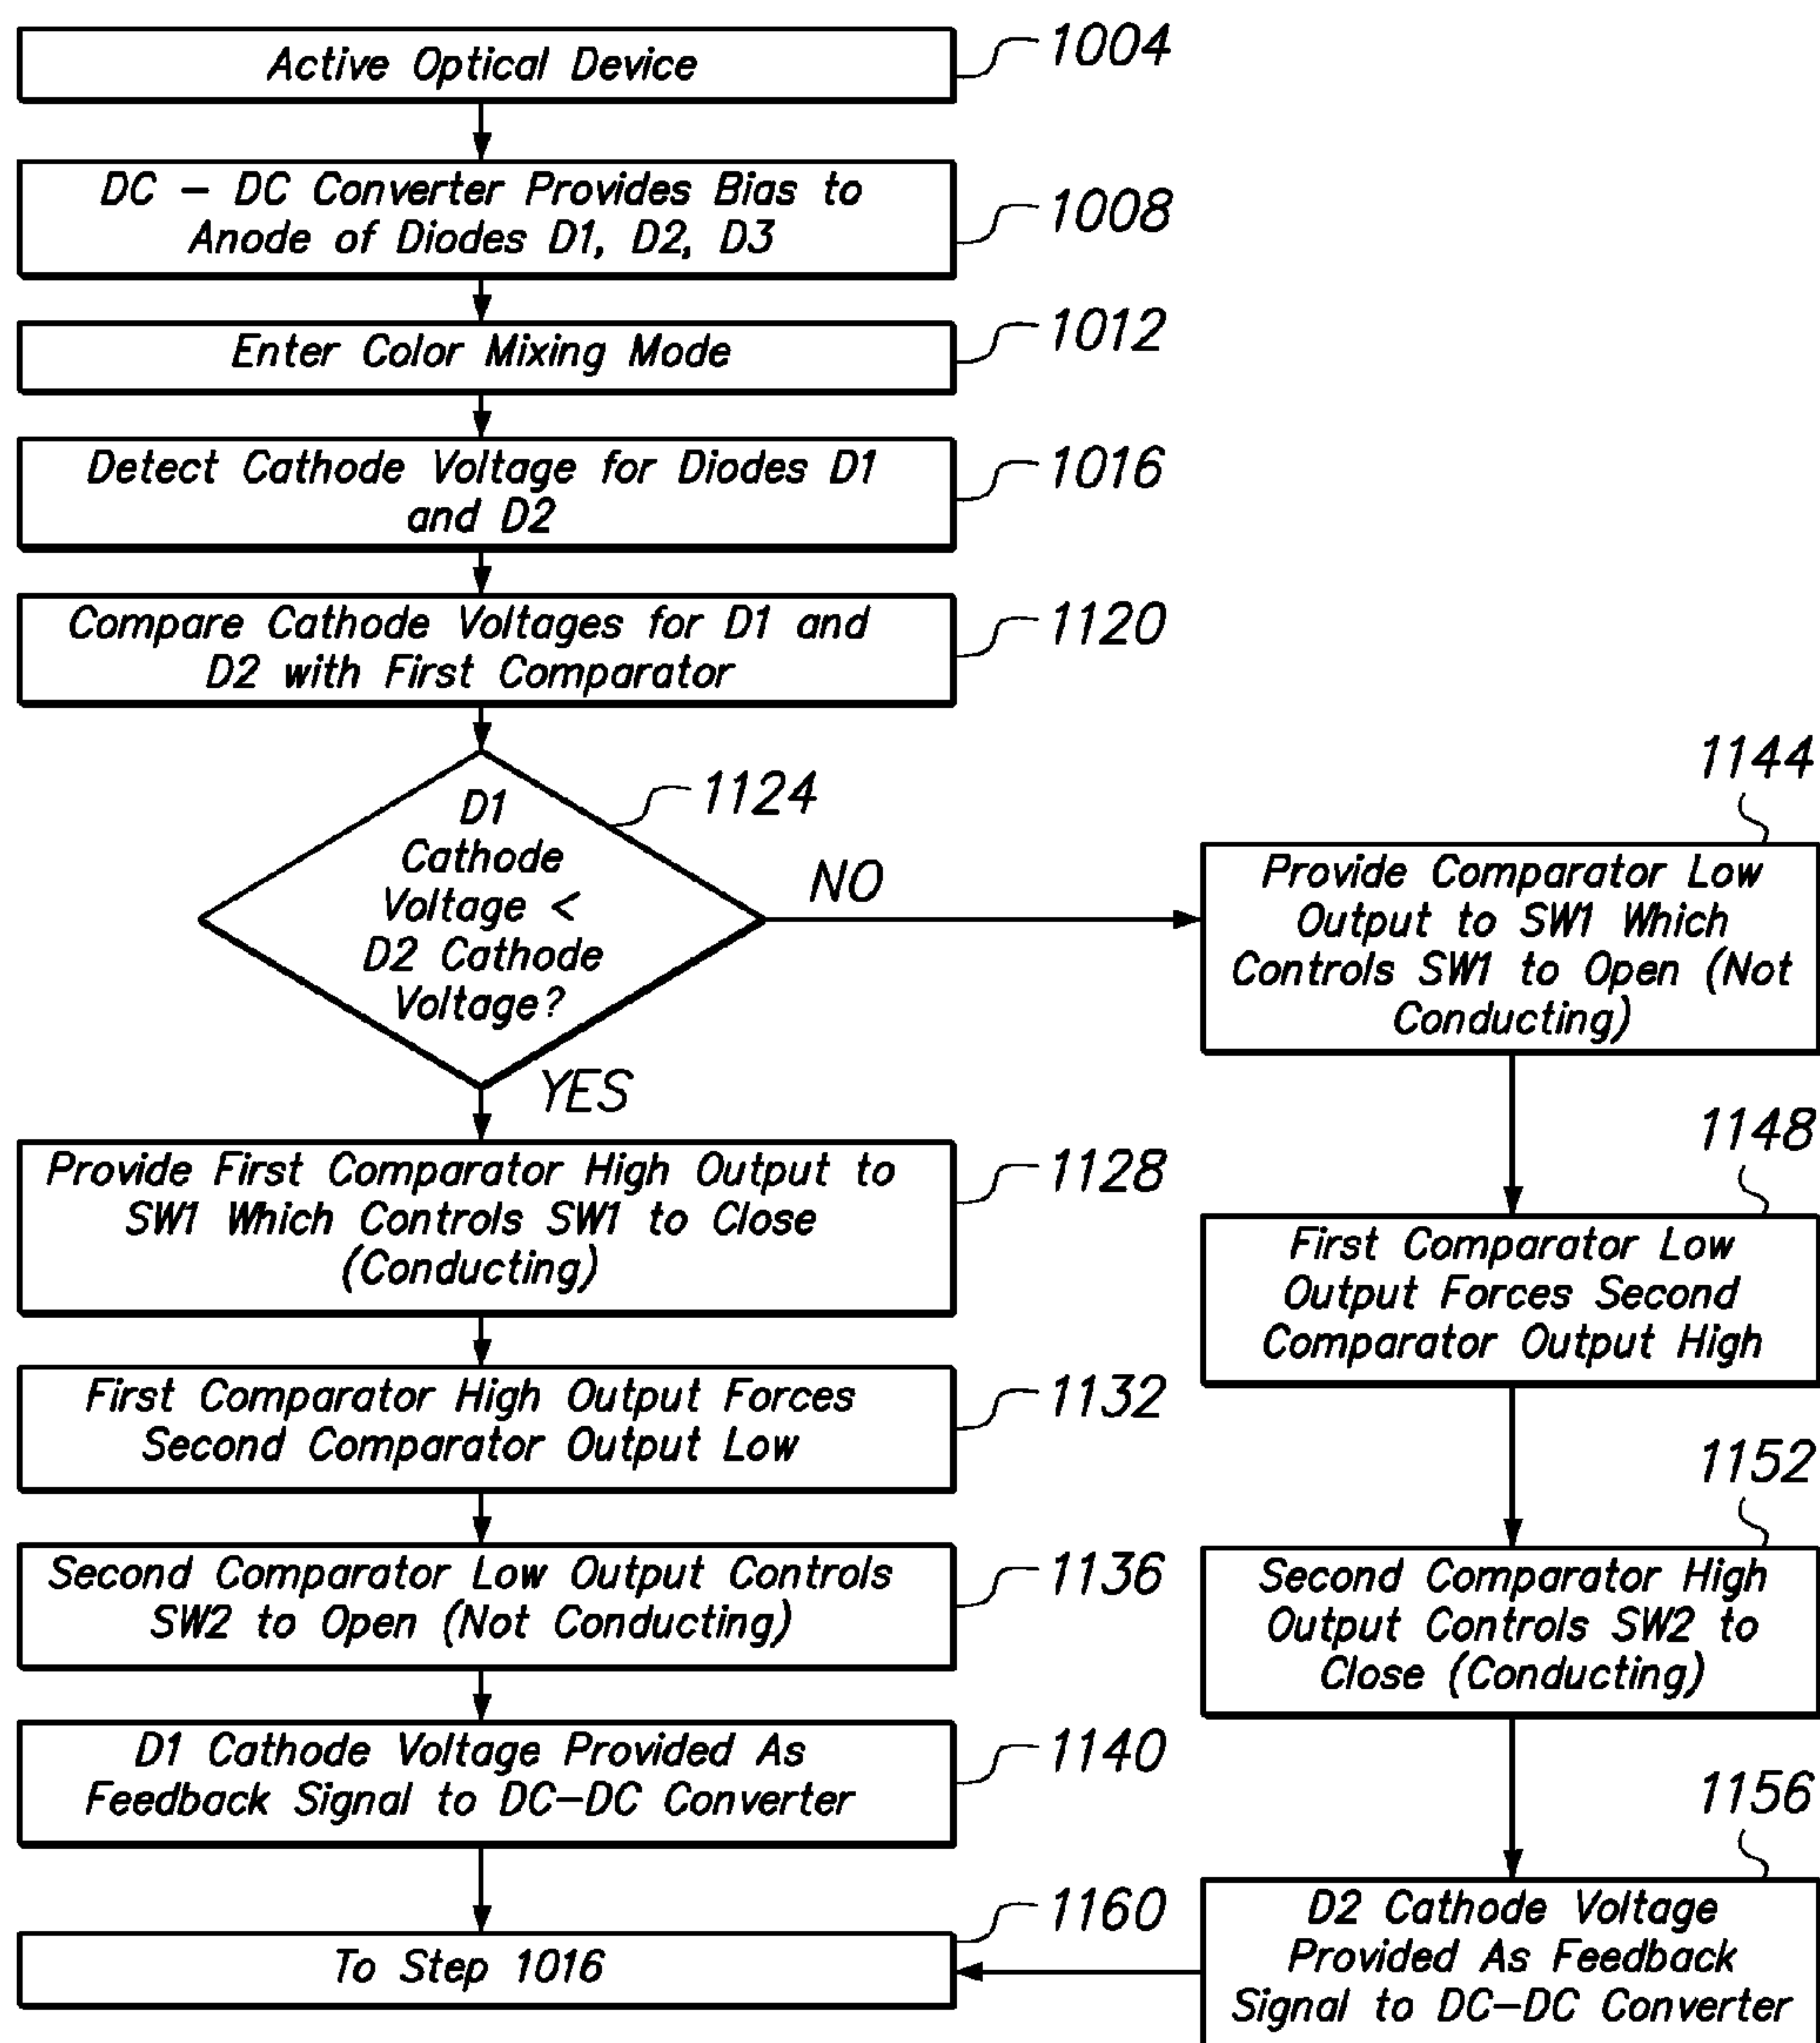 Active Optical Device
1004
DC – DC Converter Provides Bias to
Anode of Diodes D1, D2, D3
1008
Enter Color Mixing Mode
1012
Detect Cathode Voltage for Diodes D1
and D2
1016
Compare Cathode Voltages for D1 and
D2 with First Comparator
1120
D1
Cathode
Voltage <
D2 Cathode
Voltage?
1124
NO
YES
Provide First Comparator High Output to
SW1 Which Controls SW1 to Close
(Conducting)
1128
First Comparator High Output Forces
Second Comparator Output Low
1132
Second Comparator Low Output Controls
SW2 to Open (Not Conducting)
1136
D1 Cathode Voltage Provided As
Feedback Signal to DC–DC Converter
1140
To Step 1016
1160
1144
Provide Comparator Low
Output to SW1 Which
Controls SW1 to Open (Not
Conducting)
1148
First Comparator Low
Output Forces Second
Comparator Output High
1152
Second Comparator High
Output Controls SW2 to
Close (Conducting)
1156
D2 Cathode Voltage
Provided As Feedback
Signal to DC–DC Converter